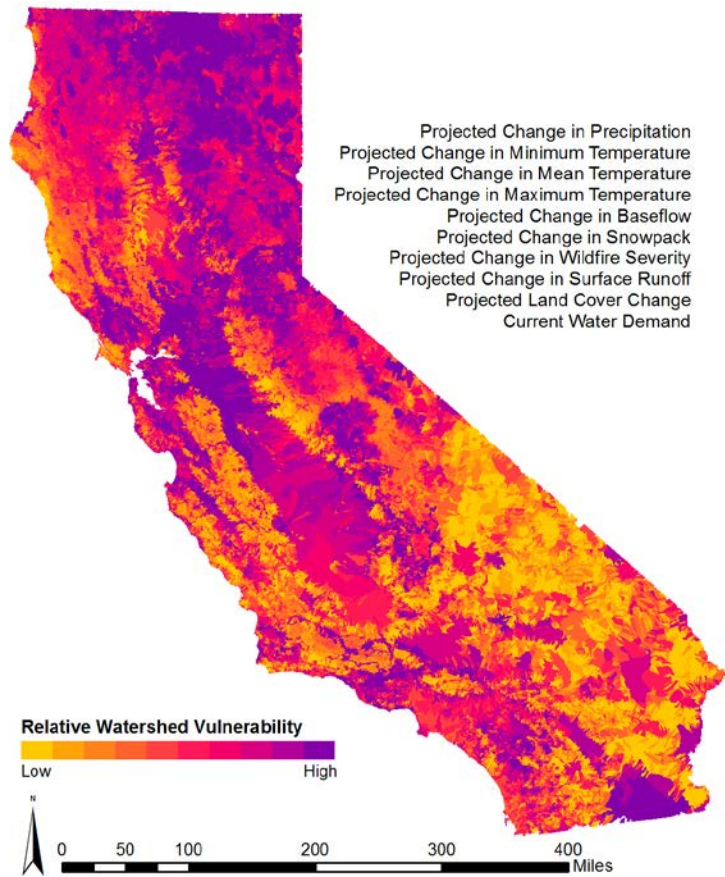 Projected Change in Precipitation
Projected Change in Minimum Temperature
Projected Change in Mean Temperature
Projected Change in Maximum Temperature
Projected Change in Baseflow
Projected Change in Snowpack
Projected Change in Wildfire Severity
Projected Change in Surface Runoff
Projected Land Cover Change
Current Water Demand
Relative Watershed Vulnerability
Low High
N
0 50 100 200 300 400
Miles